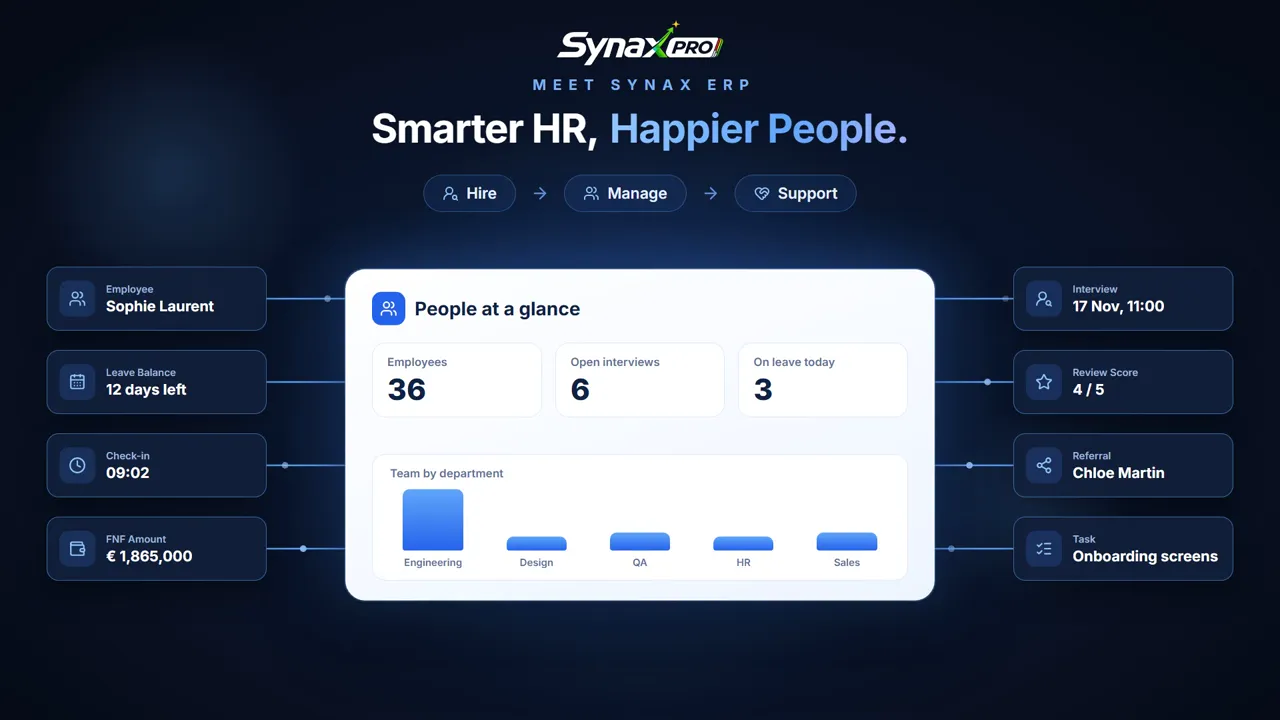 Synax PRO
MEET SYNAX ERP
Smarter HR, Happier People.
Hire
Manage
Support
Employee
Sophie Laurent
Leave Balance
12 days left
Check-in
09:02
FNF Amount
€ 1,865,000
People at a glance
Employees
36
Open interviews
6
On leave today
3
Team by department
Engineering
Design
QA
HR
Sales
Interview
17 Nov, 11:00
Review Score
4 / 5
Referral
Chloe Martin
Task
Onboarding screens